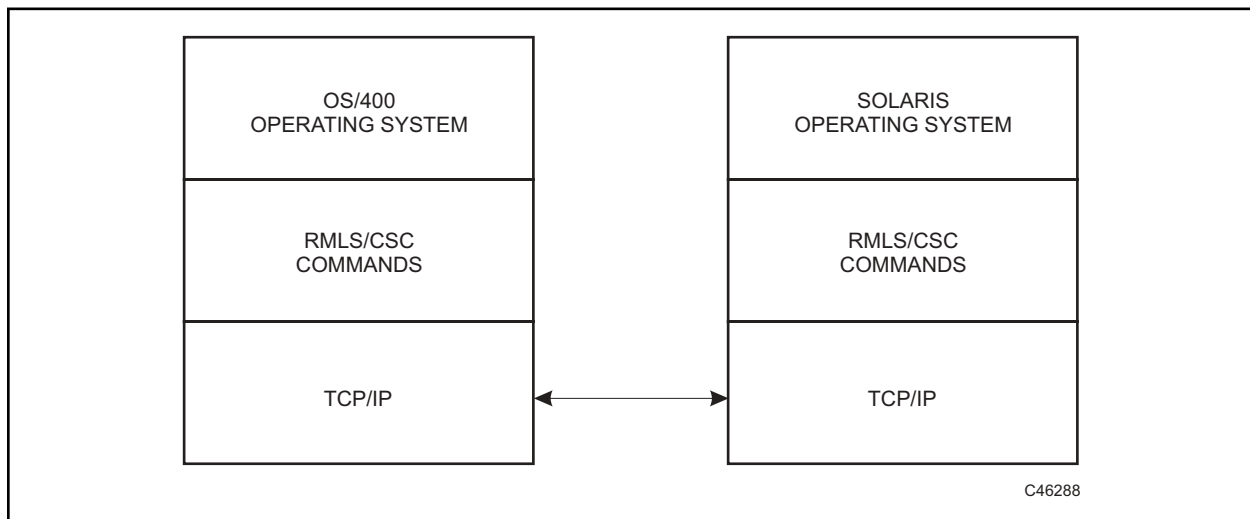 OS/400
OPERATING SYSTEM
RMLS/CSC
COMMANDS
TCP/IP
SOLARIS
OPERATING SYSTEM
RMLS/CSC
COMMANDS
TCP/IP
C46288